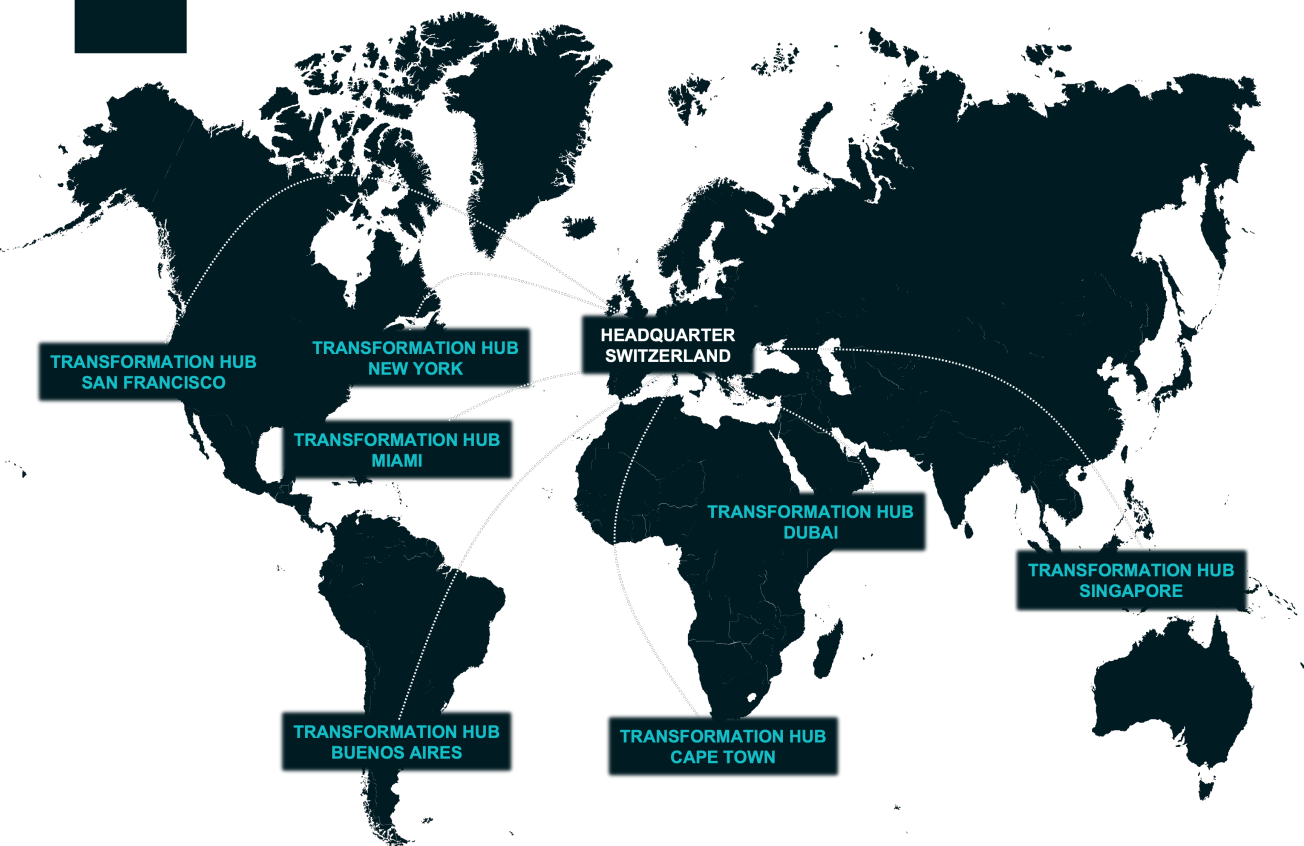 HEADQUARTER
SWITZERLAND
TRANSFORMATION HUB
NEW YORK
TRANSFORMATION HUB
SAN FRANCISCO
TRANSFORMATION HUB
MIAMI
TRANSFORMATION HUB
DUBAI
TRANSFORMATION HUB
SINGAPORE
TRANSFORMATION HUB
BUENOS AIRES
TRANSFORMATION HUB
CAPE TOWN